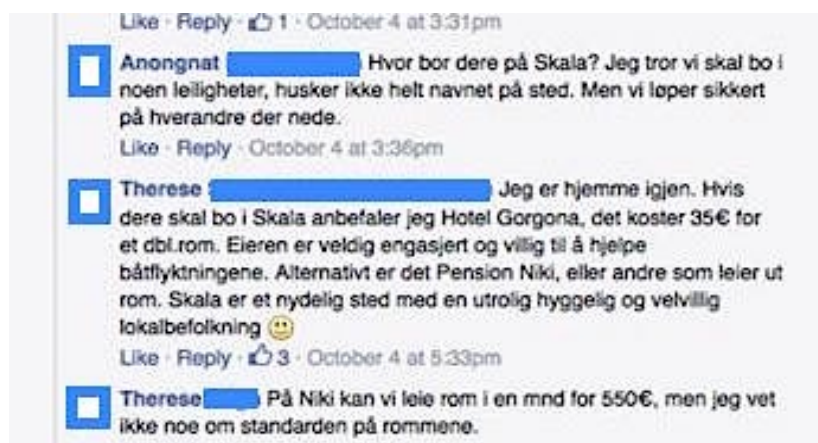 Like · Reply · 1 · October 4 at 3:31pm
Anongnat Hvor bor dere på Skala? Jeg tror vi skal bo i
noen leiligheter, husker ikke helt navnet på sted. Men vi løper sikkert
på hverandre der nede.
Like · Reply · October 4 at 3:36pm
Therese Jeg er hjemme igjen. Hvis
dere skal bo i Skala anbefaler jeg Hotel Gorgona, det koster 35€ for
et dbl.rom. Eieren er veldig engasjert og villig til å hjelpe
båtflyktningene. Alternativt er det Pension Niki, eller andre som leier ut
rom. Skala er et nydelig sted med en utrolig hyggelig og velvillig
lokalbefolkning
Like · Reply · 3 · October 4 at 5:33pm
Therese På Niki kan vi leie rom i en mnd for 550€, men jeg vet
ikke noe om standarden på rommene.